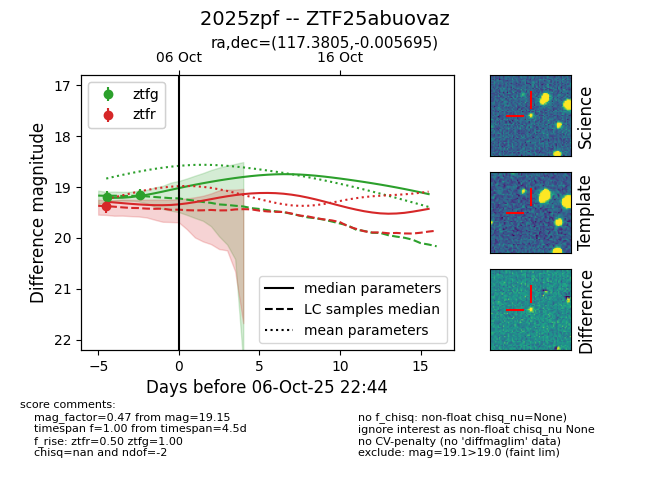 2025zpf -- ZTF25abuovaz
ra,dec=(117.3805,-0.005695)
06 Oct
16 Oct
17
18
19
20
21
22
Difference magnitude
ztfg
ztfr
median parameters
LC samples median
mean parameters
−5
0
5
10
15
Days before 06-Oct-25 22:44
Science
Template
Difference
score comments:
mag_factor=0.47 from mag=19.15
timespan f=1.00 from timespan=4.5d
f_rise: ztfr=0.50 ztfg=1.00
chisq=nan and ndof=-2
no f_chisq: non-float chisq_nu=None)
ignore interest as non-float chisq_nu None
no CV-penalty (no 'diffmaglim' data)
exclude: mag=19.1>19.0 (faint lim)